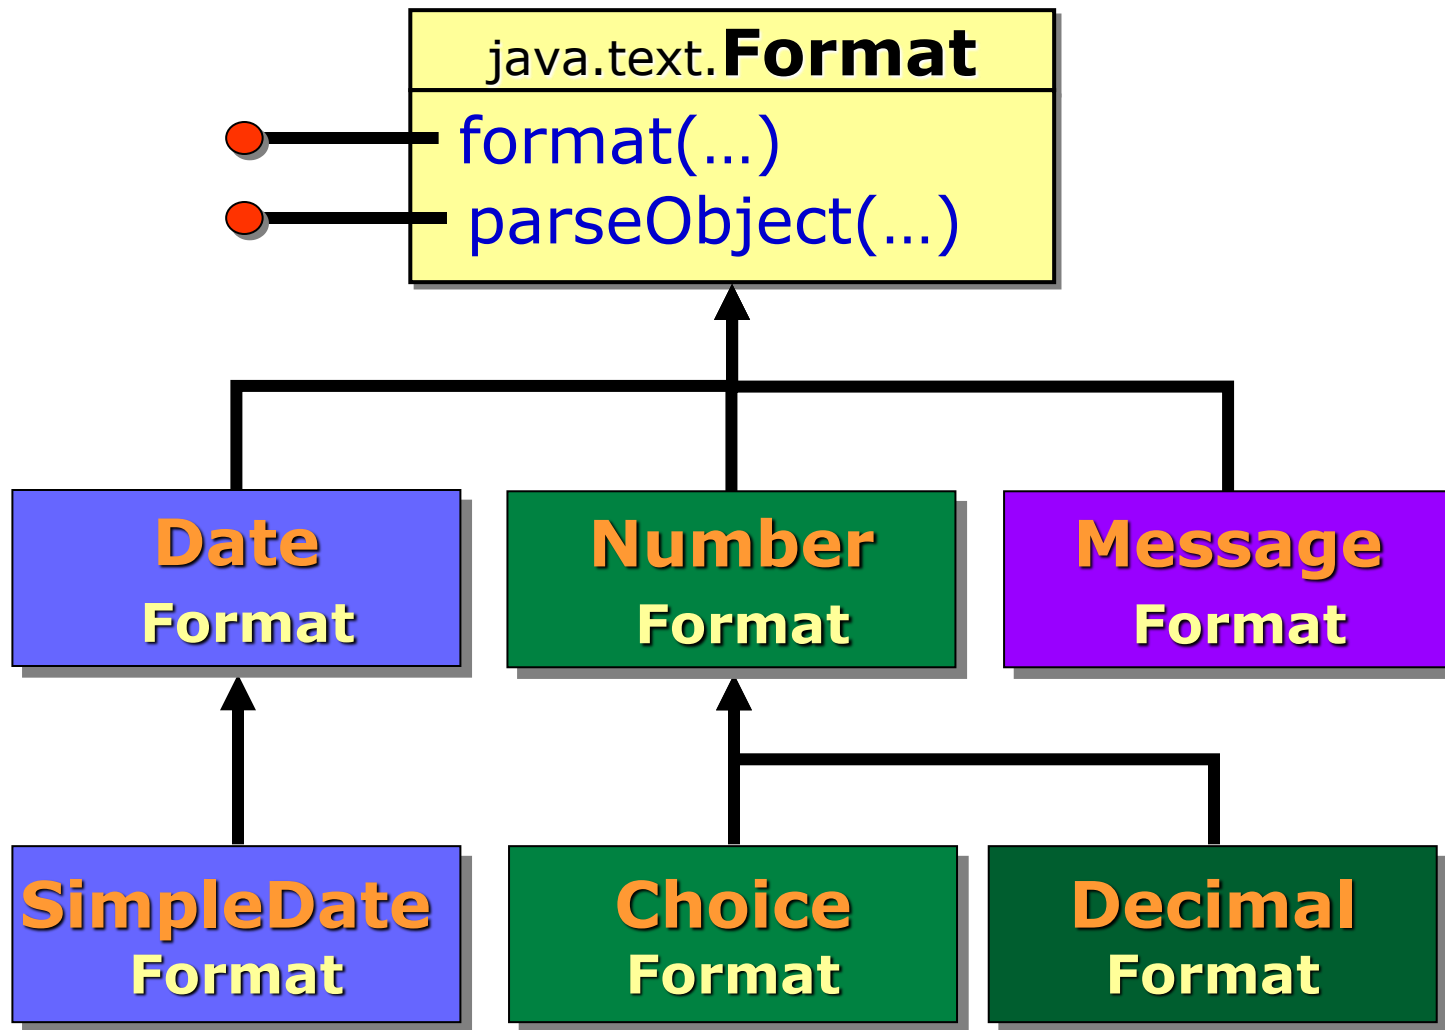 java.text.Format
format(…)
parseObject(…)
Date
Format
Number
Format
Message
Format
SimpleDate
Format
Choice
Format
Decimal
Format